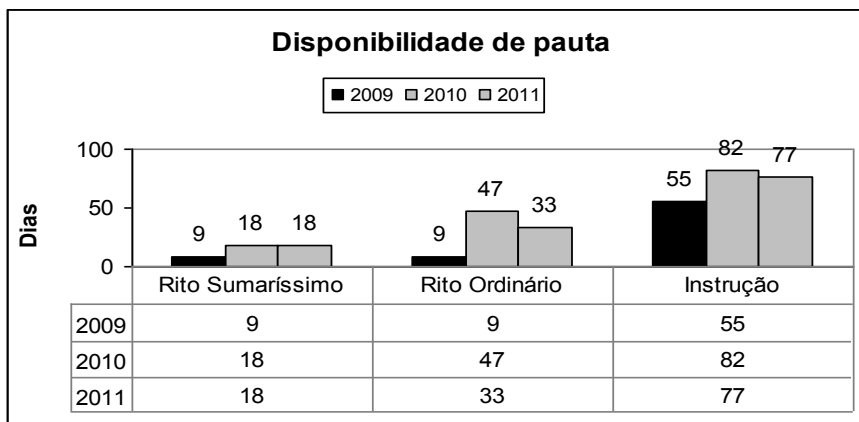 Disponibilidade de pauta
2009 2010 2011
Dias
100
50
0
9 18 18 9 47 33 55 82 77
Rito Sumaríssimo Rito Ordinário Instrução
2009 9 9 55
2010 18 47 82
2011 18 33 77